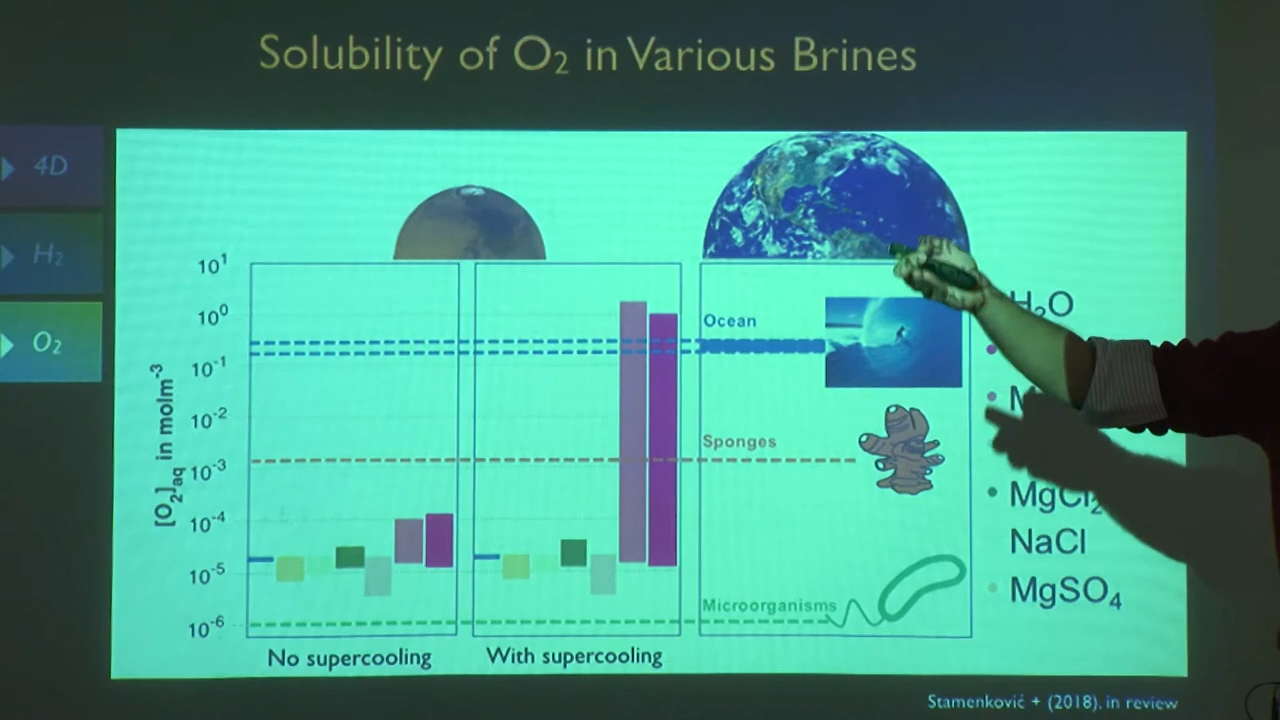 Solubility of O₂ in Various Brines
4D
H₂
O₂
10¹
10⁰
10⁻¹
10⁻²
10⁻³
10⁻⁴
10⁻⁵
10⁻⁶
[O₂]aq in molm⁻³
Ocean
Sponges
Microorganisms
No supercooling
With supercooling
H₂O
MgCl₂
NaCl
MgSO₄
Stamenković + (2018), in review